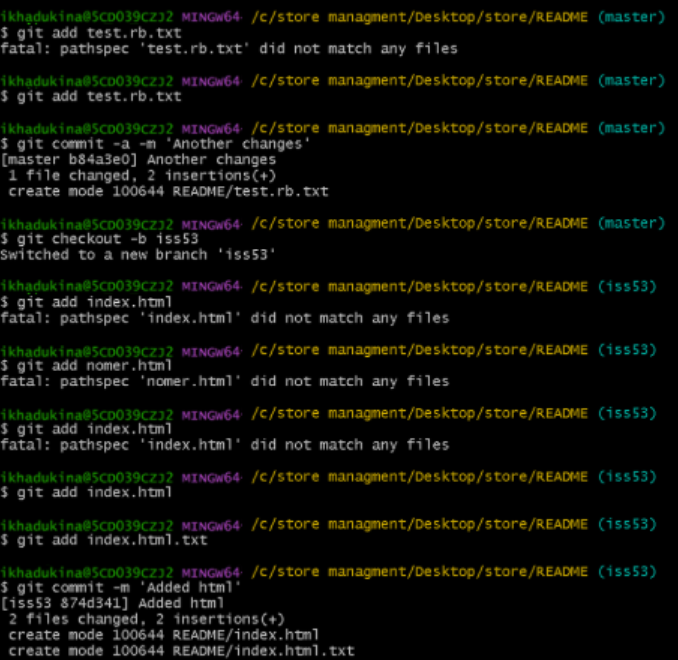 ikhadukina@5CD039CZJ2 MINGW64 /c/store managment/Desktop/store/README (master)
$ git add test.rb.txt
fatal: pathspec 'test.rb.txt' did not match any files
ikhadukina@5CD039CZJ2 MINGW64 /c/store managment/Desktop/store/README (master)
$ git add test.rb.txt
ikhadukina@5CD039CZJ2 MINGW64 /c/store managment/Desktop/store/README (master)
$ git commit -a -m 'Another changes'
[master b84a3e0] Another changes
1 file changed, 2 insertions(+)
create mode 100644 README/test.rb.txt
ikhadukina@5CD039CZJ2 MINGW64 /c/store managment/Desktop/store/README (master)
$ git checkout -b iss53
Switched to a new branch 'iss53'
ikhadukina@5CD039CZJ2 MINGW64 /c/store managment/Desktop/store/README (iss53)
$ git add index.html
fatal: pathspec 'index.html' did not match any files
ikhadukina@5CD039CZJ2 MINGW64 /c/store managment/Desktop/store/README (iss53)
$ git add nomer.html
fatal: pathspec 'nomer.html' did not match any files
ikhadukina@5CD039CZJ2 MINGW64 /c/store managment/Desktop/store/README (iss53)
$ git add index.html
fatal: pathspec 'index.html' did not match any files
ikhadukina@5CD039CZJ2 MINGW64 /c/store managment/Desktop/store/README (iss53)
$ git add index.html
ikhadukina@5CD039CZJ2 MINGW64 /c/store managment/Desktop/store/README (iss53)
$ git add index.html.txt
ikhadukina@5CD039CZJ2 MINGW64 /c/store managment/Desktop/store/README (iss53)
$ git commit -m 'Added html'
[iss53 874d341] Added html
2 files changed, 2 insertions(+)
create mode 100644 README/index.html
create mode 100644 README/index.html.txt